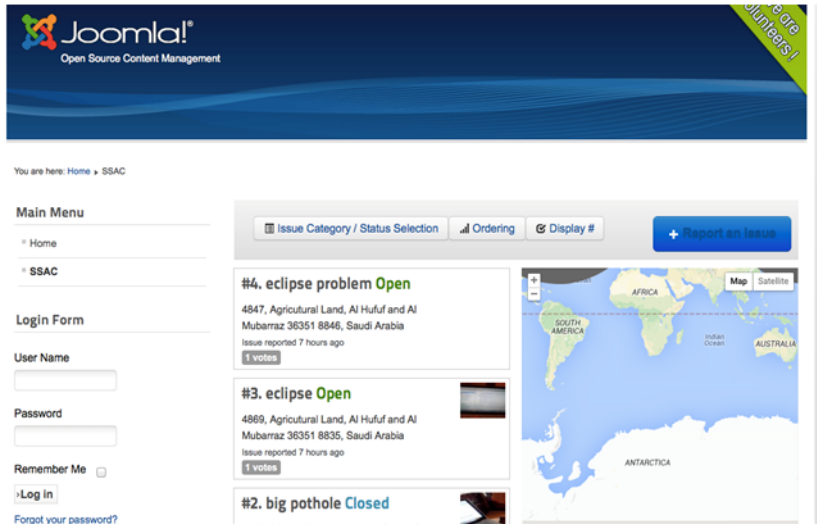 Joomla!®
Open Source Content Management
We are
Volunteers!
You are here: Home ▸ SSAC
Main Menu
Home
SSAC
Login Form
User Name
Password
Remember Me
›Log in
Forgot your password?
Issue Category / Status Selection
Ordering
Display #
+ Report an Issue
#4. eclipse problem Open
4847, Agricutural Land, Al Hufuf and Al
Mubarraz 36351 8846, Saudi Arabia
Issue reported 7 hours ago
1 votes
#3. eclipse Open
4869, Agricutural Land, Al Hufuf and Al
Mubarraz 36351 8835, Saudi Arabia
Issue reported 7 hours ago
1 votes
#2. big pothole Closed
+
−
Map
Satellite
AFRICA
SOUTH
AMERICA
Indian
Ocean
AUSTRALIA
ANTARCTICA